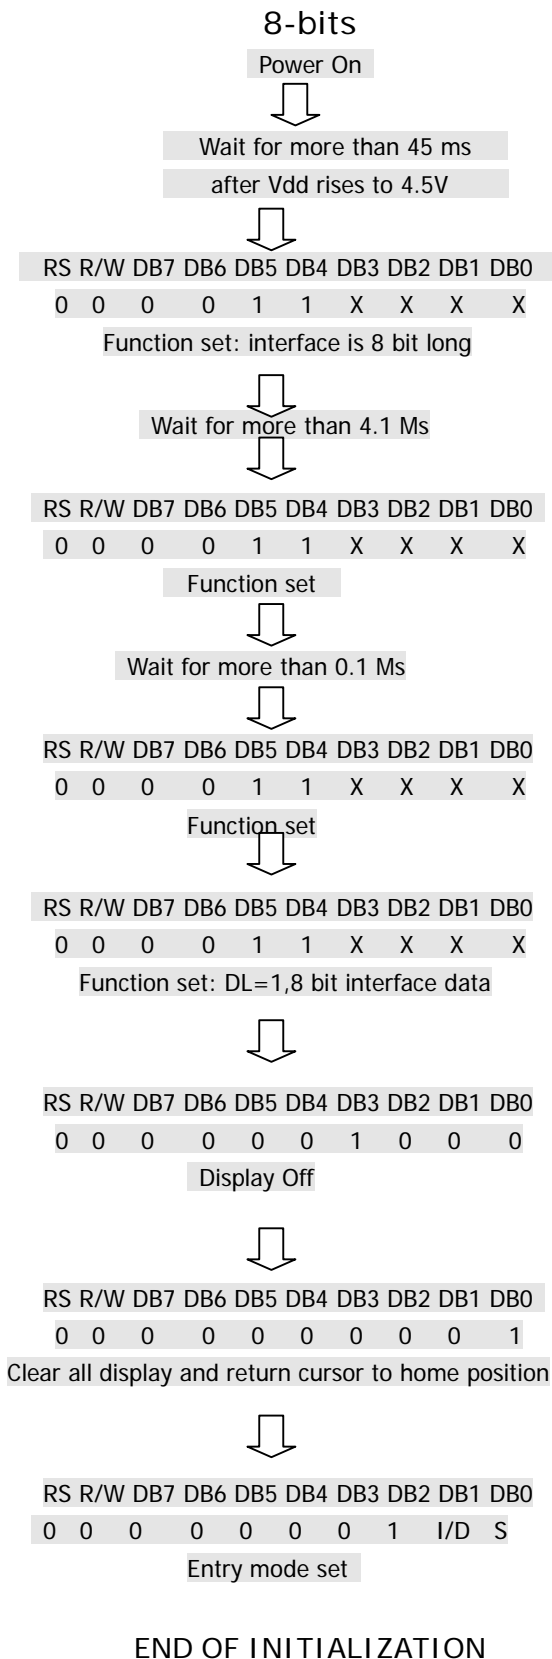 8-bits
Power On
Wait for more than 45 ms
after Vdd rises to 4.5V
RS R/W DB7 DB6 DB5 DB4 DB3 DB2 DB1 DB0
0 0 0 0 1 1 X X X X
Function set: interface is 8 bit long
Wait for more than 4.1 Ms
RS R/W DB7 DB6 DB5 DB4 DB3 DB2 DB1 DB0
0 0 0 0 1 1 X X X X
Function set
Wait for more than 0.1 Ms
RS R/W DB7 DB6 DB5 DB4 DB3 DB2 DB1 DB0
0 0 0 0 1 1 X X X X
Function set
RS R/W DB7 DB6 DB5 DB4 DB3 DB2 DB1 DB0
0 0 0 0 1 1 X X X X
Function set: DL=1,8 bit interface data
RS R/W DB7 DB6 DB5 DB4 DB3 DB2 DB1 DB0
0 0 0 0 0 0 1 0 0 0
Display Off
RS R/W DB7 DB6 DB5 DB4 DB3 DB2 DB1 DB0
0 0 0 0 0 0 0 0 0 1
Clear all display and return cursor to home position
RS R/W DB7 DB6 DB5 DB4 DB3 DB2 DB1 DB0
0 0 0 0 0 0 0 1 I/D S
Entry mode set
END OF INITIALIZATION